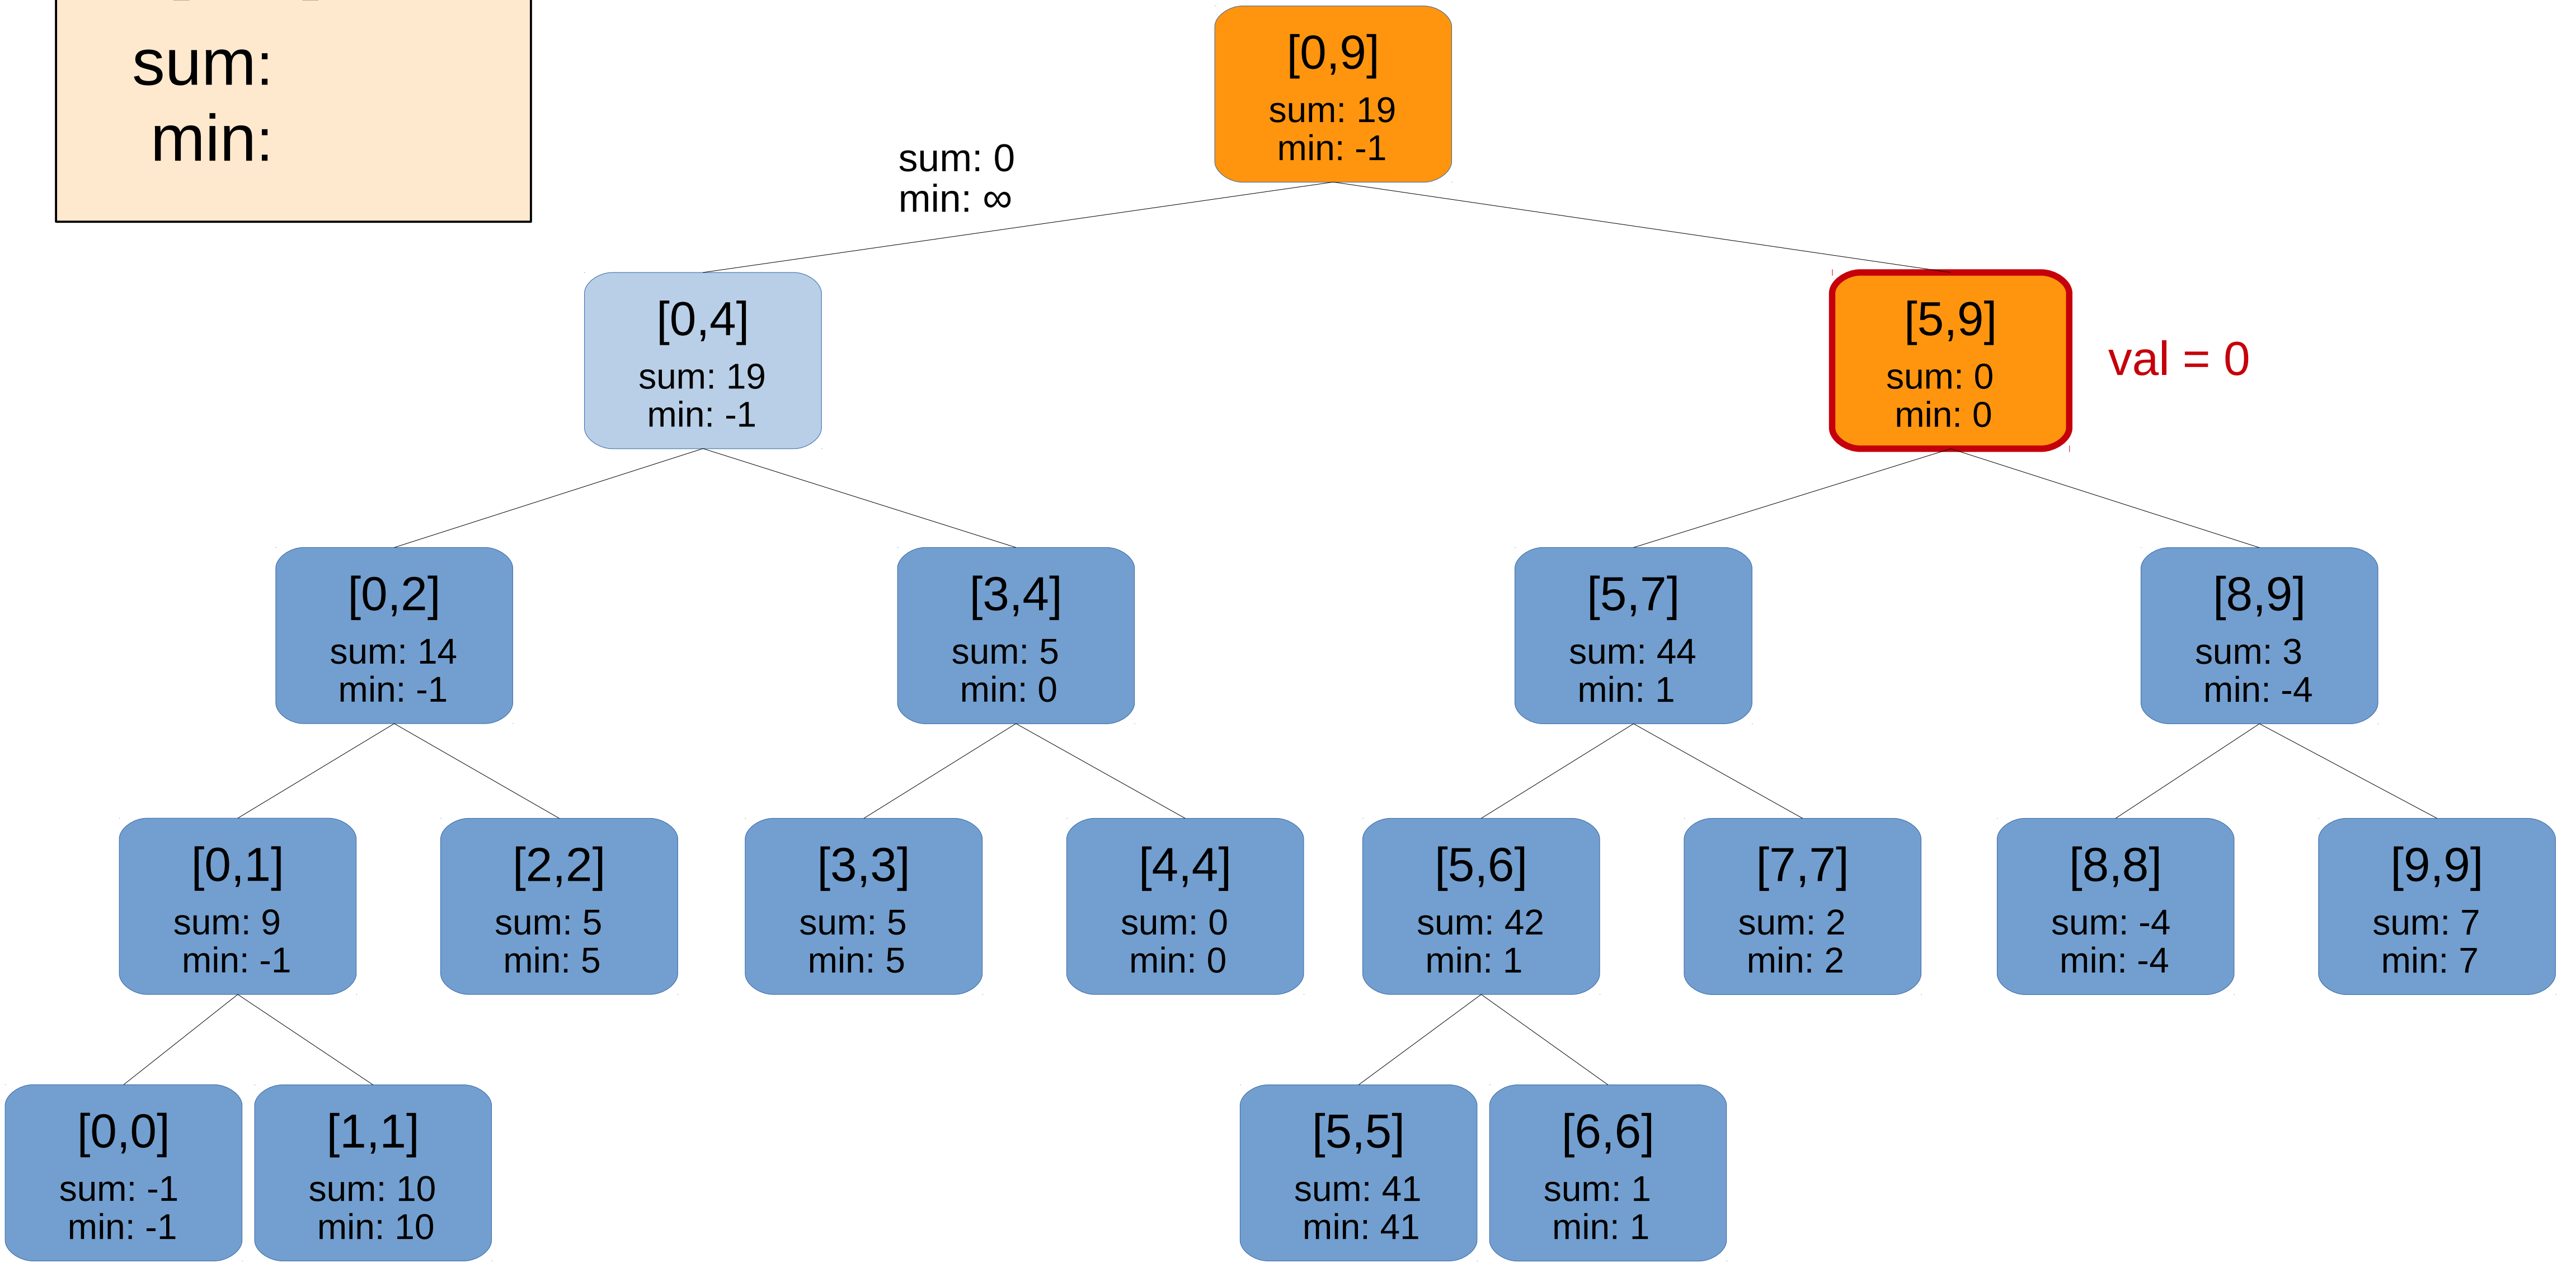 sum:
min:
[0,9]
sum: 19
min: -1
sum: 0
min: ∞
[0,4]
sum: 19
min: -1
[5,9]
sum: 0
min: 0
val = 0
[0,2]
sum: 14
min: -1
[3,4]
sum: 5
min: 0
[5,7]
sum: 44
min: 1
[8,9]
sum: 3
min: -4
[0,1]
sum: 9
min: -1
[2,2]
sum: 5
min: 5
[3,3]
sum: 5
min: 5
[4,4]
sum: 0
min: 0
[5,6]
sum: 42
min: 1
[7,7]
sum: 2
min: 2
[8,8]
sum: -4
min: -4
[9,9]
sum: 7
min: 7
[0,0]
sum: -1
min: -1
[1,1]
sum: 10
min: 10
[5,5]
sum: 41
min: 41
[6,6]
sum: 1
min: 1